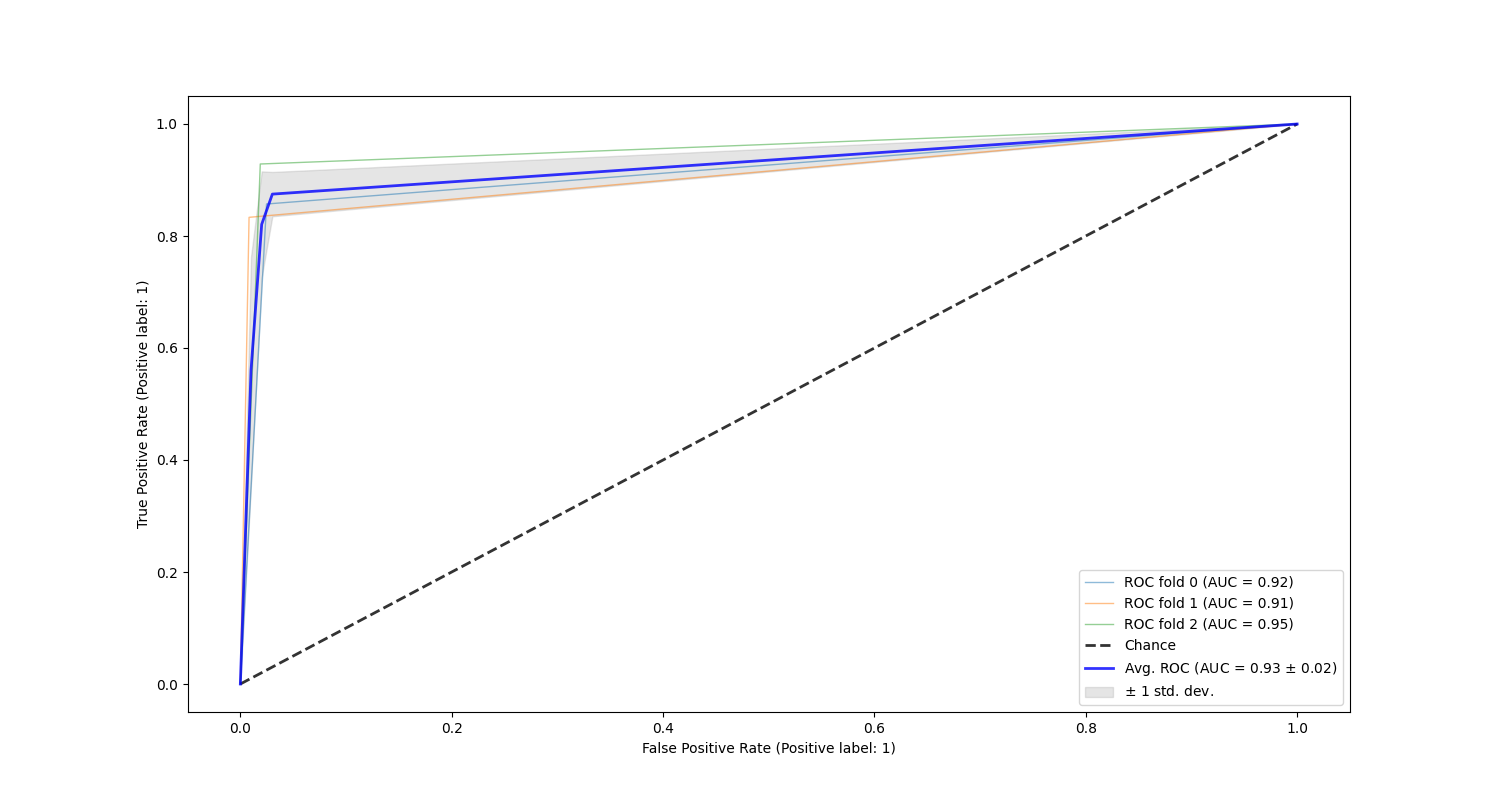 1.0
0.8
0.6
0.4
0.2
0.0
True Positive Rate (Positive label: 1)
ROC fold 0 (AUC = 0.92)
ROC fold 1 (AUC = 0.91)
ROC fold 2 (AUC = 0.95)
Chance
Avg. ROC (AUC = 0.93 ± 0.02)
± 1 std. dev.
0.0 0.2 0.4 0.6 0.8 1.0
False Positive Rate (Positive label: 1)